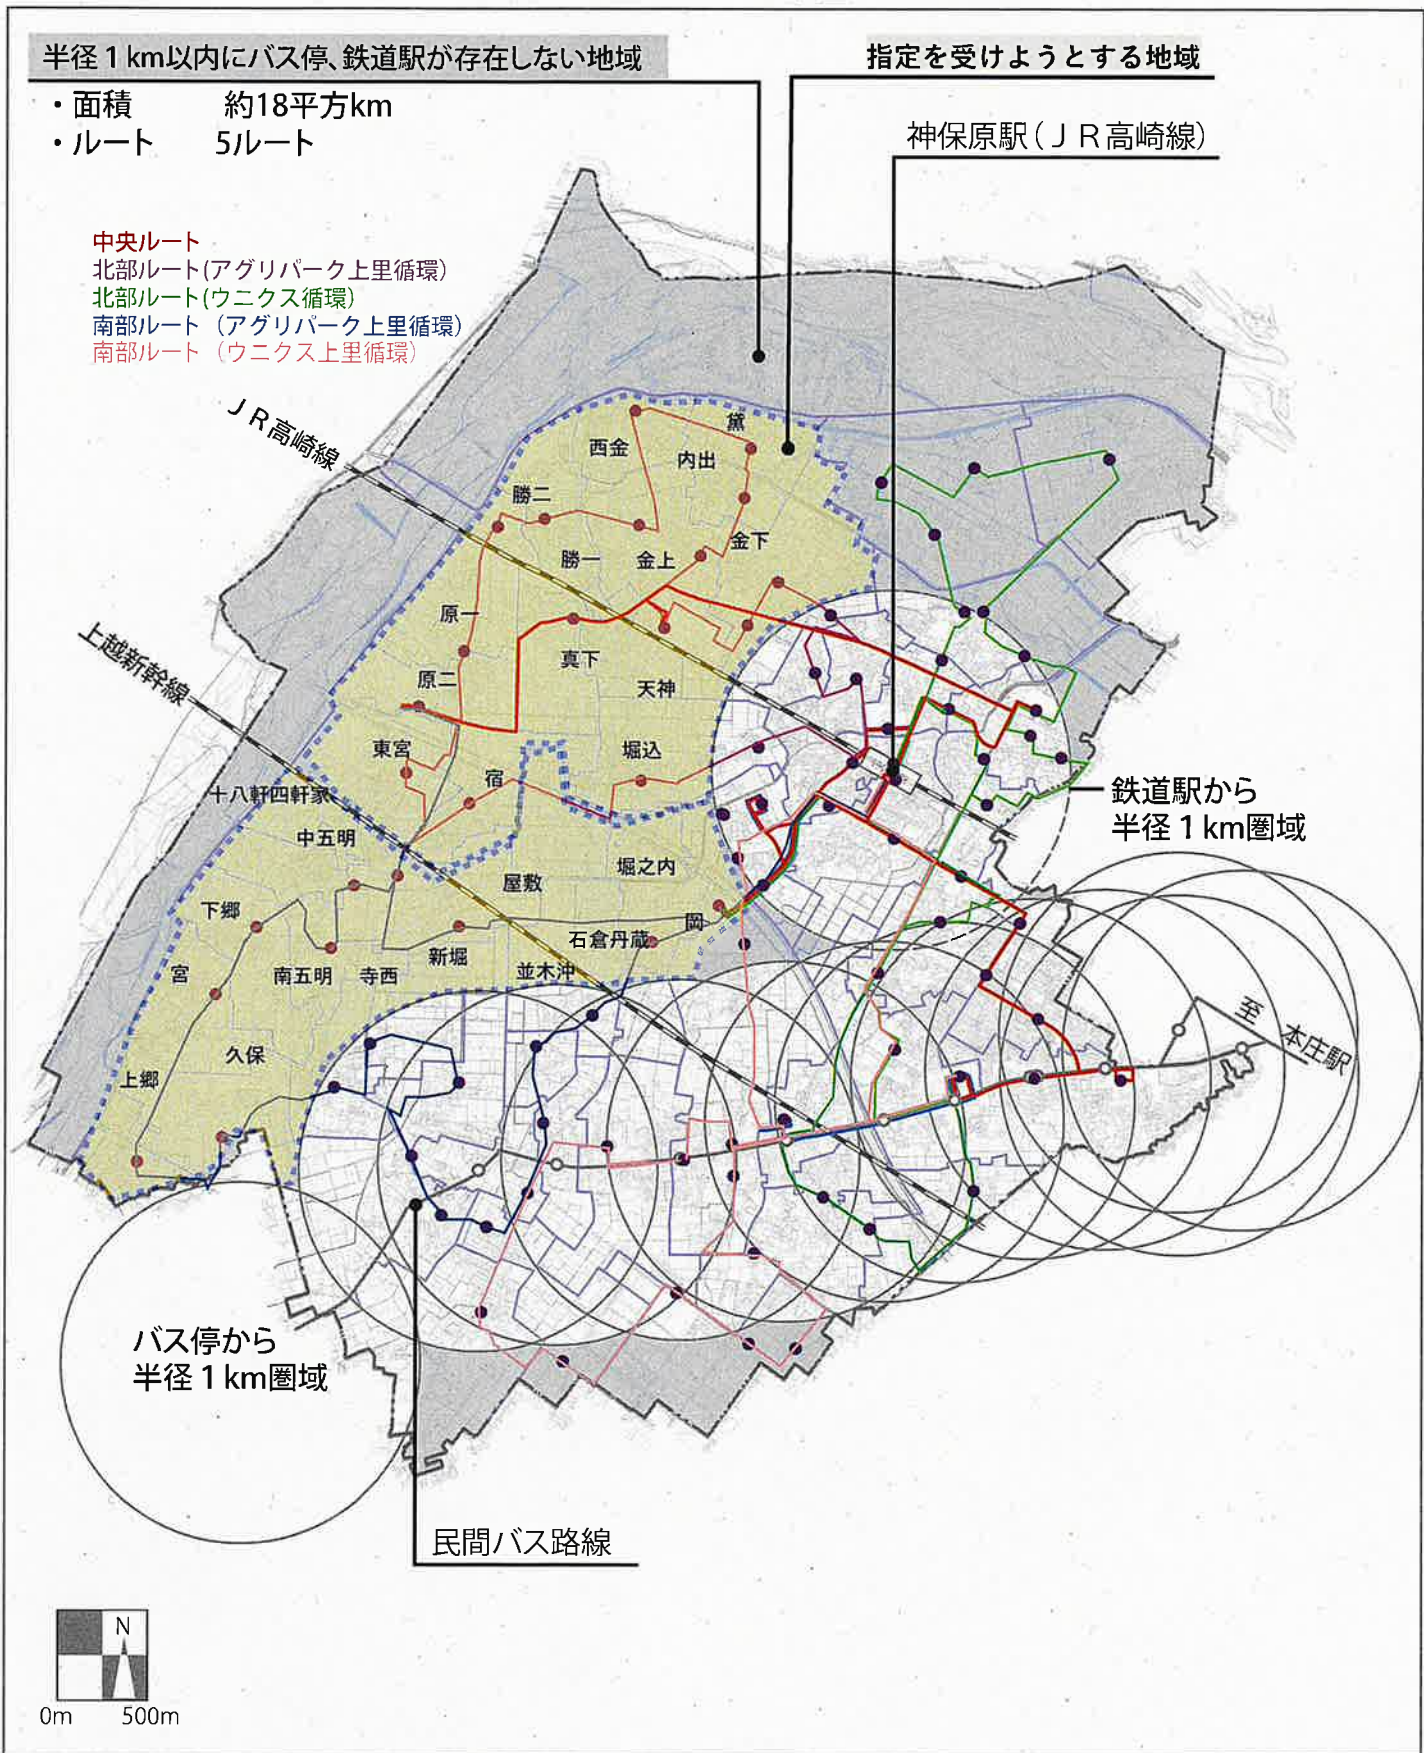 半径1km以内にバス停、鉄道駅が存在しない地域
・面積 約18平方km
・ルート 5ルート
指定を受けようとする地域
神保原駅(JR高崎線)
中央ルート
北部ルート(アグリパーク上里循環)
北部ルート(ウニクス循環)
南部ルート (アグリパーク上里循環)
南部ルート (ウニクス上里循環)
JR高崎線
上越新幹線
黛
西金
内出
勝二
金下
勝一
金上
原一
真下
原二
天神
東宮
堀込
宿
十八軒四軒家
中五明
堀之内
屋敷
下郷
岡
石倉丹蔵
新堀
宮
南五明
寺西
並木沖
久保
上郷
鉄道駅から
半径1km圏域
至 本庄駅
バス停から
半径1km圏域
民間バス路線
N
0m 500m